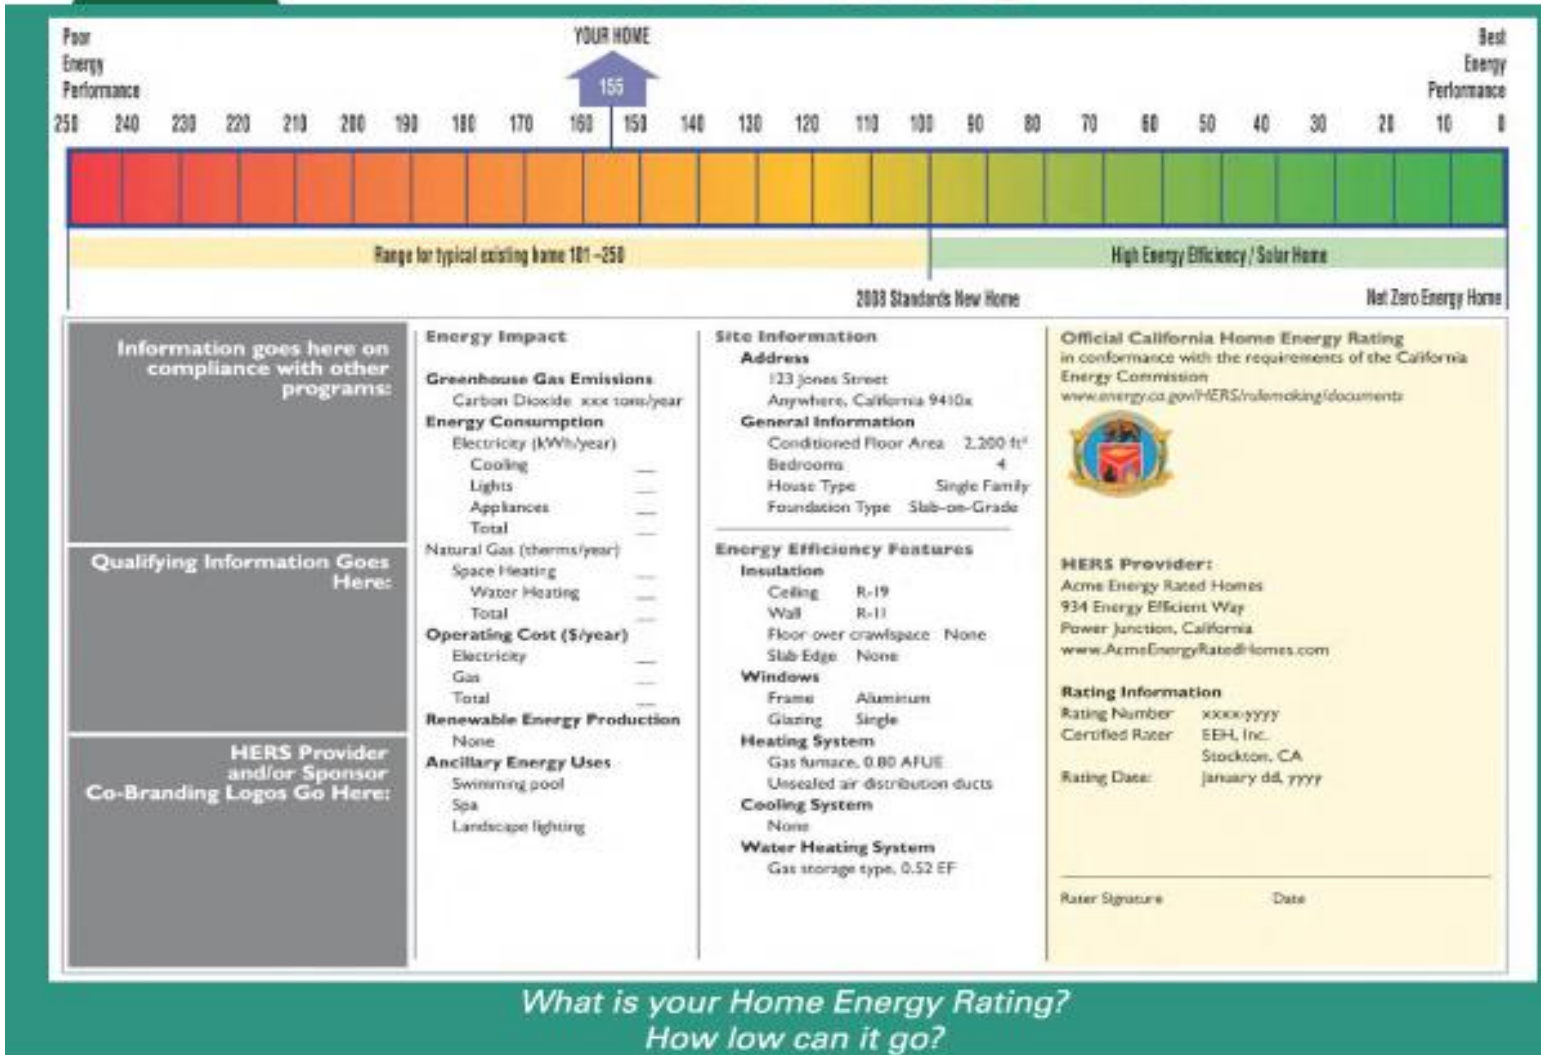 Poor
Energy
Performance
YOUR HOME
155
Best
Energy
Performance
250 240 230 220 210 200 190 180 170 160 150 140 130 120 110 100 90 80 70 60 50 40 30 20 10 0
Range for typical existing home 101–250
High Energy Efficiency / Solar Home
2008 Standards New Home
Net Zero Energy Home
Information goes here on
compliance with other
programs:
Qualifying Information Goes
Here:
HERS Provider
and/or Sponsor
Co-Branding Logos Go Here:
Energy Impact
Greenhouse Gas Emissions
Carbon Dioxide xxx tons/year
Energy Consumption
Electricity (kWh/year)
Cooling __
Lights __
Appliances __
Total __
Natural Gas (therms/year)
Space Heating __
Water Heating __
Total __
Operating Cost ($/year)
Electricity __
Gas __
Total __
Renewable Energy Production
None
Ancillary Energy Uses
Swimming pool
Spa
Landscape lighting
Site Information
Address
123 Jones Street
Anywhere, California 9410x
General Information
Conditioned Floor Area 2,200 ft²
Bedrooms 4
House Type Single Family
Foundation Type Slab-on-Grade
Energy Efficiency Features
Insulation
Ceiling R-19
Wall R-11
Floor over crawlspace None
Slab Edge None
Windows
Frame Aluminum
Glazing Single
Heating System
Gas furnace, 0.80 AFUE
Unsealed air distribution ducts
Cooling System
None
Water Heating System
Gas storage type, 0.52 EF
Official California Home Energy Rating
in conformance with the requirements of the California
Energy Commission
www.energy.ca.gov/HERS/rulemaking/documents
HERS Provider:
Acme Energy Rated Homes
934 Energy Efficient Way
Power Junction, California
www.AcmeEnergyRatedHomes.com
Rating Information
Rating Number xxxx-yyyy
Certified Rater EEH, Inc.
Stockton, CA
Rating Date: January dd, yyyy
Rater Signature Date
What is your Home Energy Rating?
How low can it go?